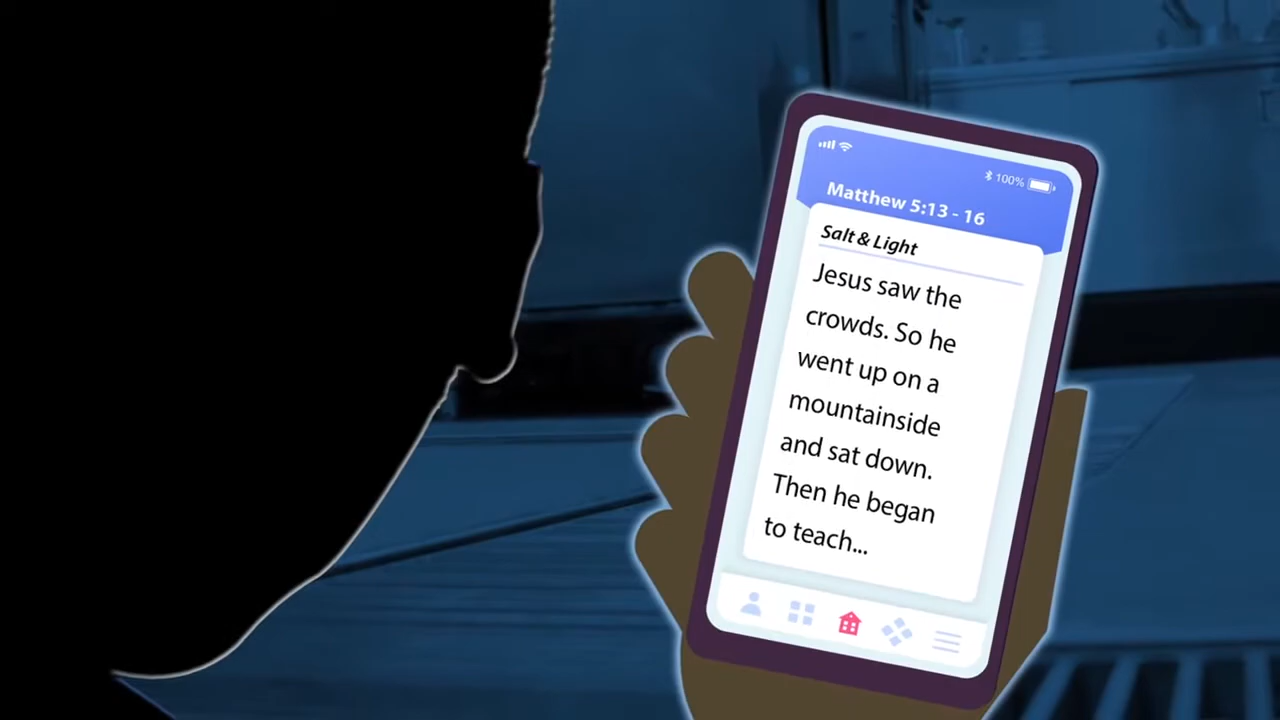 100%
Matthew 5:13 - 16
Salt & Light
Jesus saw the
crowds. So he
went up on a
mountainside
and sat down.
Then he began
to teach...